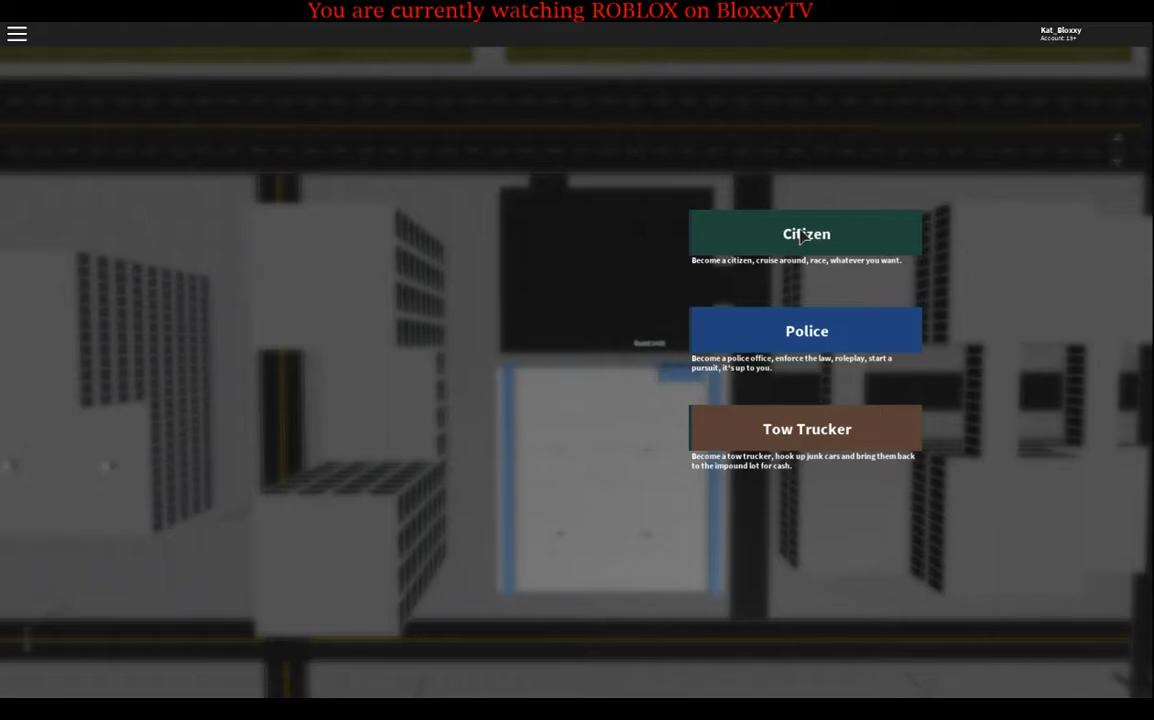 You are currently watching ROBLOX on BloxxyTV
Kat_Bloxxy
Account: 13+
Citizen
Become a citizen, cruise around, race, whatever you want.
Police
Become a police office, enforce the law, roleplay, start a
pursuit, it's up to you.
Tow Trucker
Become a tow trucker, hook up junk cars and bring them back
to the impound lot for cash.